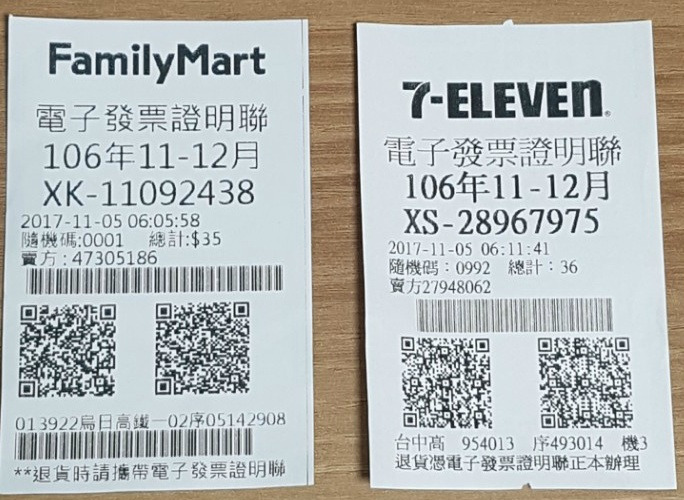 FamilyMart
電子發票證明聯
106年11-12月
XK-11092438
2017-11-05 06:05:58
隨機碼:0001 總計:$35
賣方:47305186
013922烏日高鐵一02序05142908
**退貨時請攜帶電子發票證明聯
7-ELEVEn
電子發票證明聯
106年11-12月
XS-28967975
2017-11-05 06:11:41
隨機碼:0992 總計:36
賣方27948062
台中高 954013 序493014 機3
退貨憑電子發票證明聯正本辦理